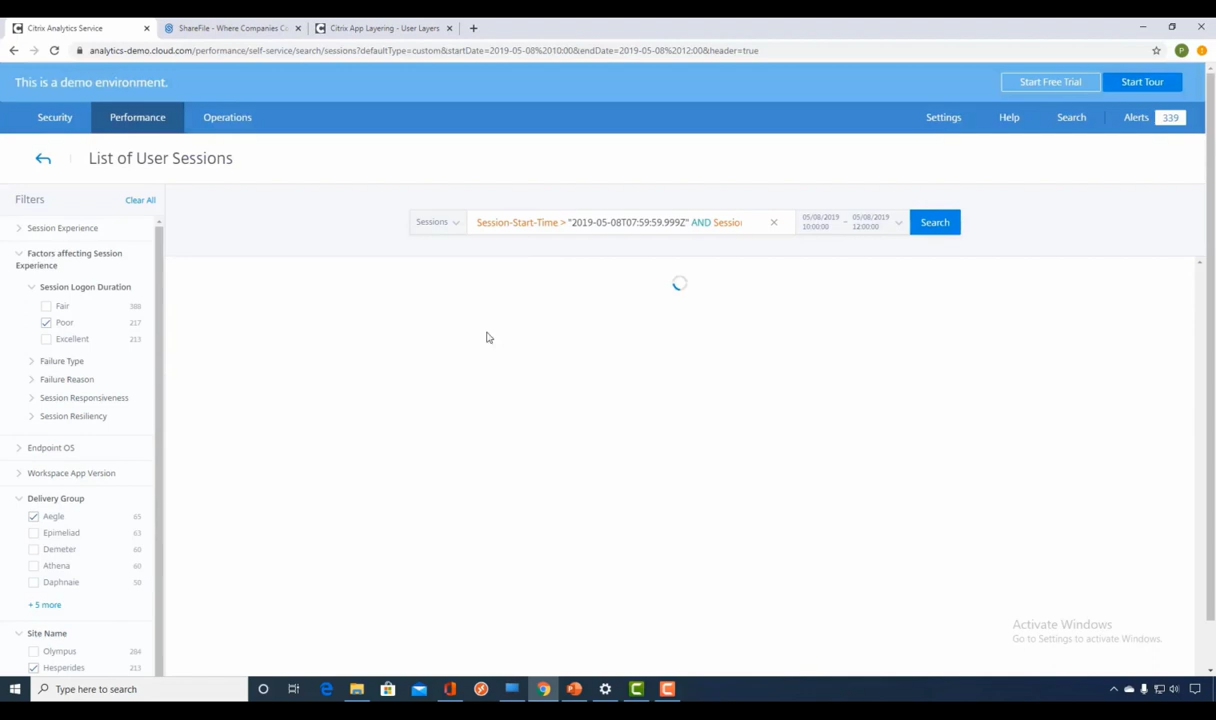 Citrix Analytics Service
ShareFile - Where Companies C
Citrix App Layering - User Layers
analytics-demo.cloud.com/performance/self-service/search/sessions?defaultType=custom&startDate=2019-05-08%2010:00&endDate=2019-05-08%2012:00&header=true
P
This is a demo environment.
Start Free Trial
Start Tour
Security
Performance
Operations
Settings
Help
Search
Alerts 339
List of User Sessions
Filters
Clear All
Session Experience
Factors affecting Session
Experience
Session Logon Duration
Fair 388
Poor 217
Excellent 213
Failure Type
Failure Reason
Session Responsiveness
Session Resiliency
Endpoint OS
Workspace App Version
Delivery Group
Aegle 65
Epimeliad 63
Demeter 60
Athena 60
Daphnaie 50
+ 5 more
Site Name
Olympus 284
Hesperides 213
Sessions
Session-Start-Time > "2019-05-08T07:59:59.999Z" AND Session
05/08/2019 – 05/08/2019
10:00:00 12:00:00
Search
Activate Windows
Go to Settings to activate Windows.
Type here to search